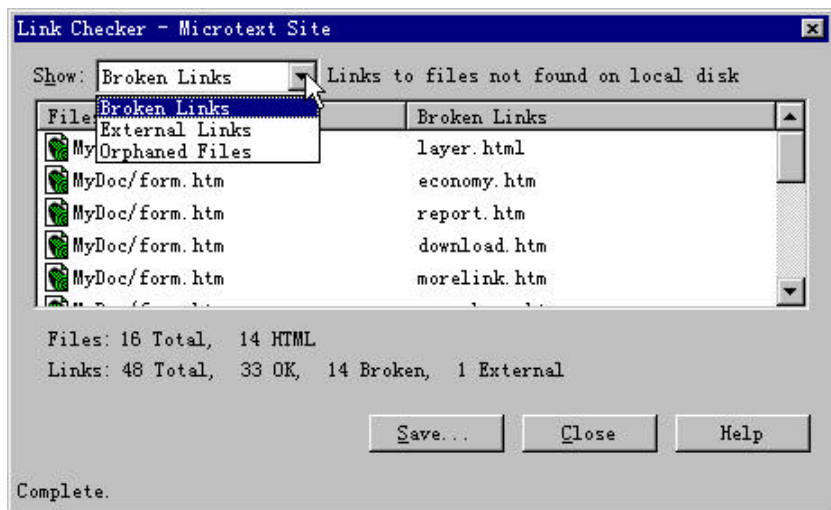 Link Checker - Microtext Site
Show: Broken Links Links to files not found on local disk
Broken Links
External Links
Orphaned Files
Broken Links
layer.html
MyDoc/form.htm economy.htm
MyDoc/form.htm report.htm
MyDoc/form.htm download.htm
MyDoc/form.htm morelink.htm
Files: 16 Total, 14 HTML
Links: 48 Total, 33 OK, 14 Broken, 1 External
Save... Close Help
Complete.